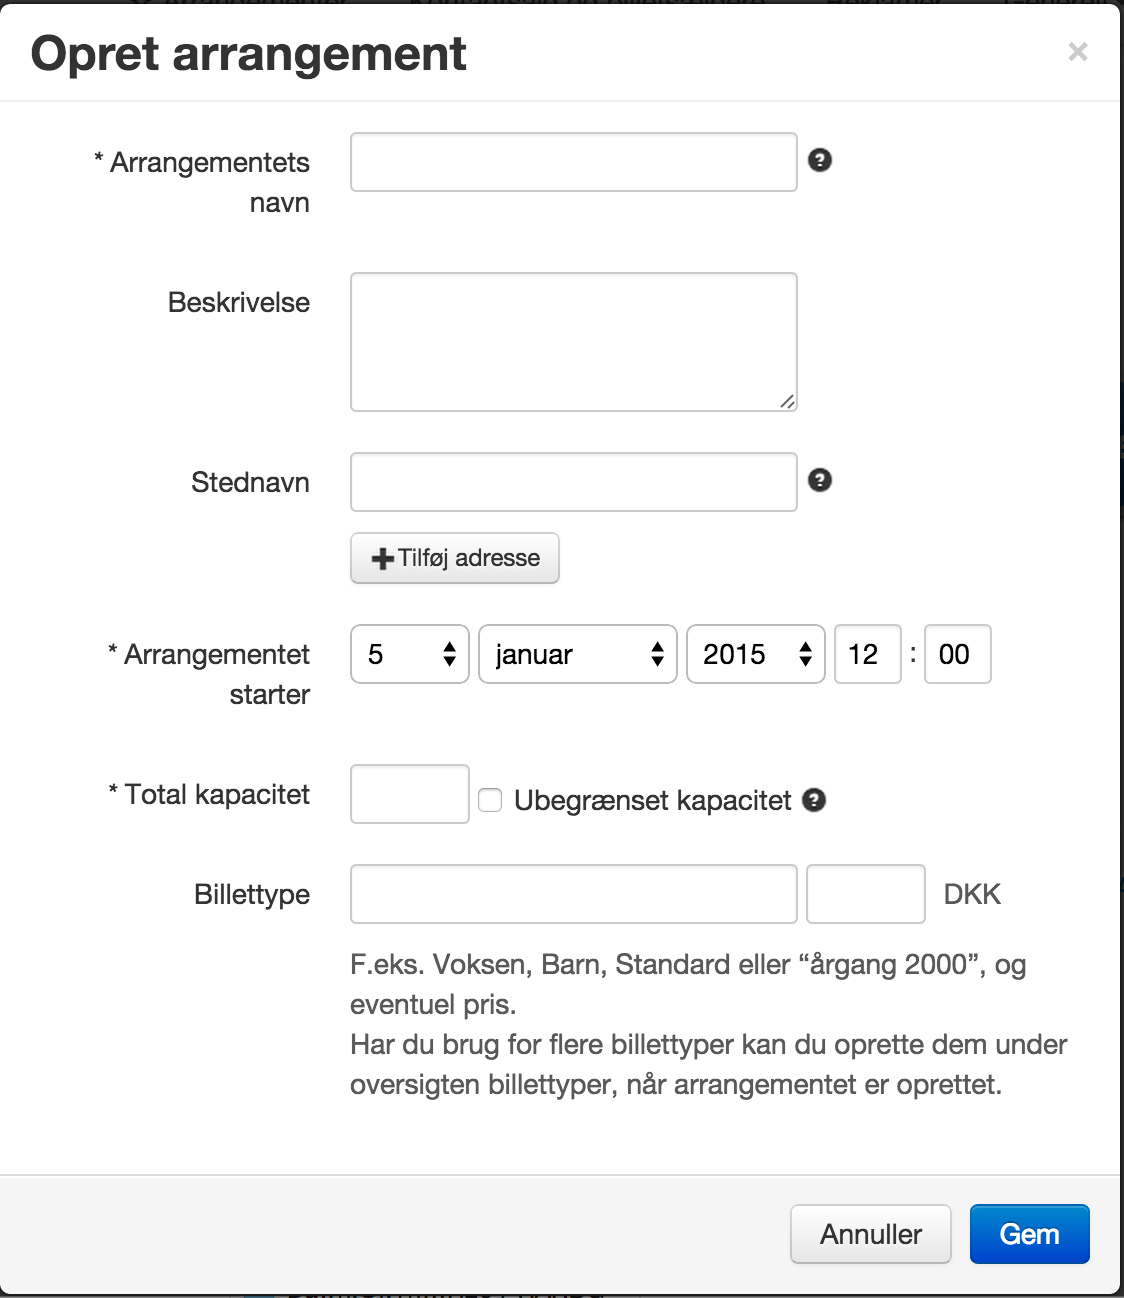 Opret arrangement
×
* Arrangementets
navn
Beskrivelse
Stednavn
Tilføj adresse
* Arrangementet
starter
5 januar 2015 12 : 00
* Total kapacitet
Ubegrænset kapacitet
Billettype
DKK
F.eks. Voksen, Barn, Standard eller “årgang 2000”, og
eventuel pris.
Har du brug for flere billettyper kan du oprette dem under
oversigten billettyper, når arrangementet er oprettet.
Annuller
Gem